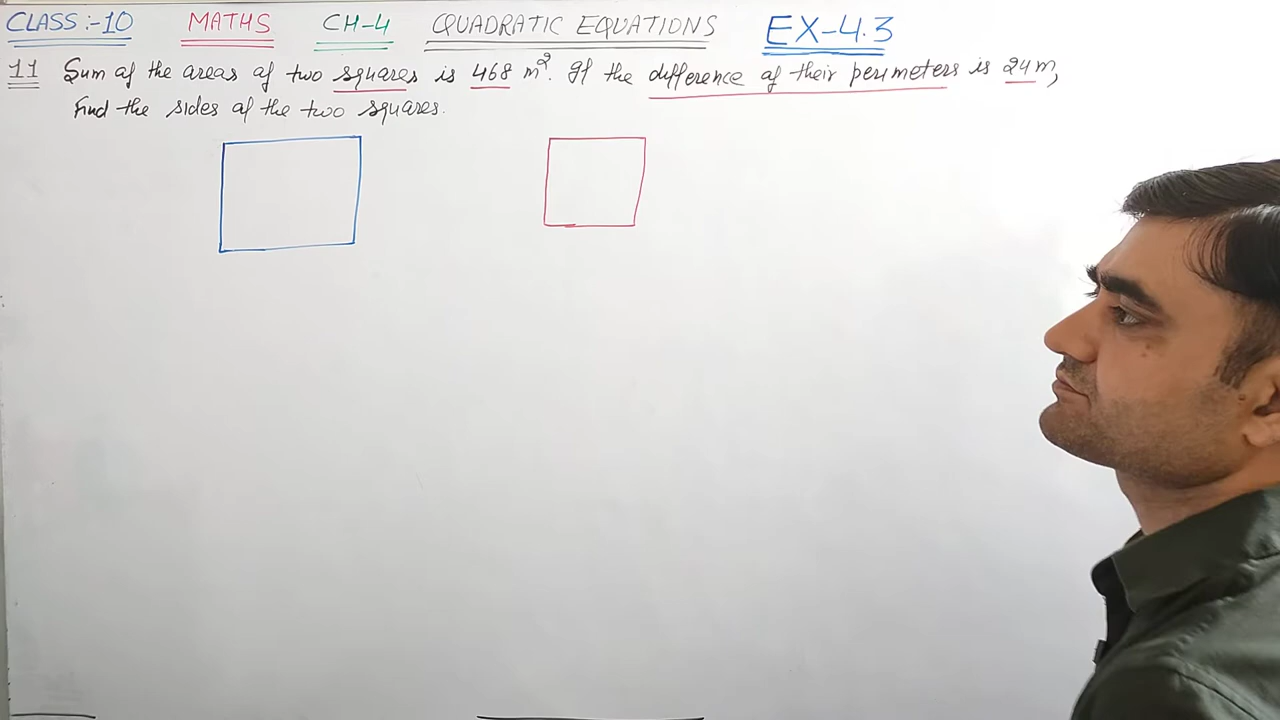 CLASS:-10 MATHS CH-4 QUADRATIC EQUATIONS EX-4.3
11 Sum of the areas of two squares is 468 m². If the difference of their perimeters is 24m,
Find the sides of the two squares.